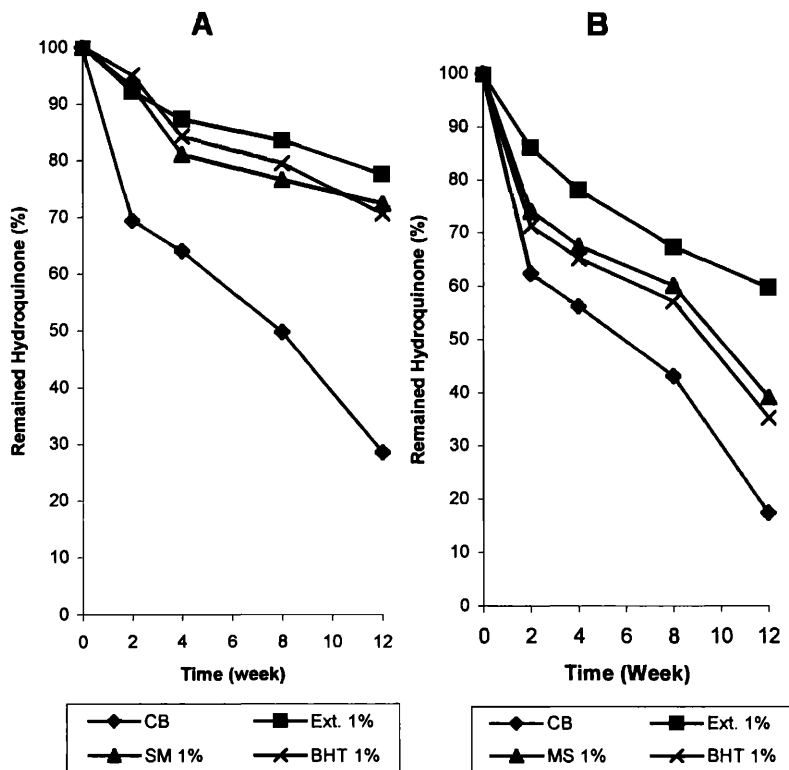 A
Remained Hydroquinone (%)
100
90
80
70
60
50
40
30
20
10
0
0 2 4 6 8 10 12
Time (week)
CB Ext. 1%
SM 1% BHT 1%
B
Remained Hydroquinone (%)
100
90
80
70
60
50
40
30
20
10
0
0 2 4 6 8 10 12
Time (Week)
CB Ext. 1%
MS 1% BHT 1%